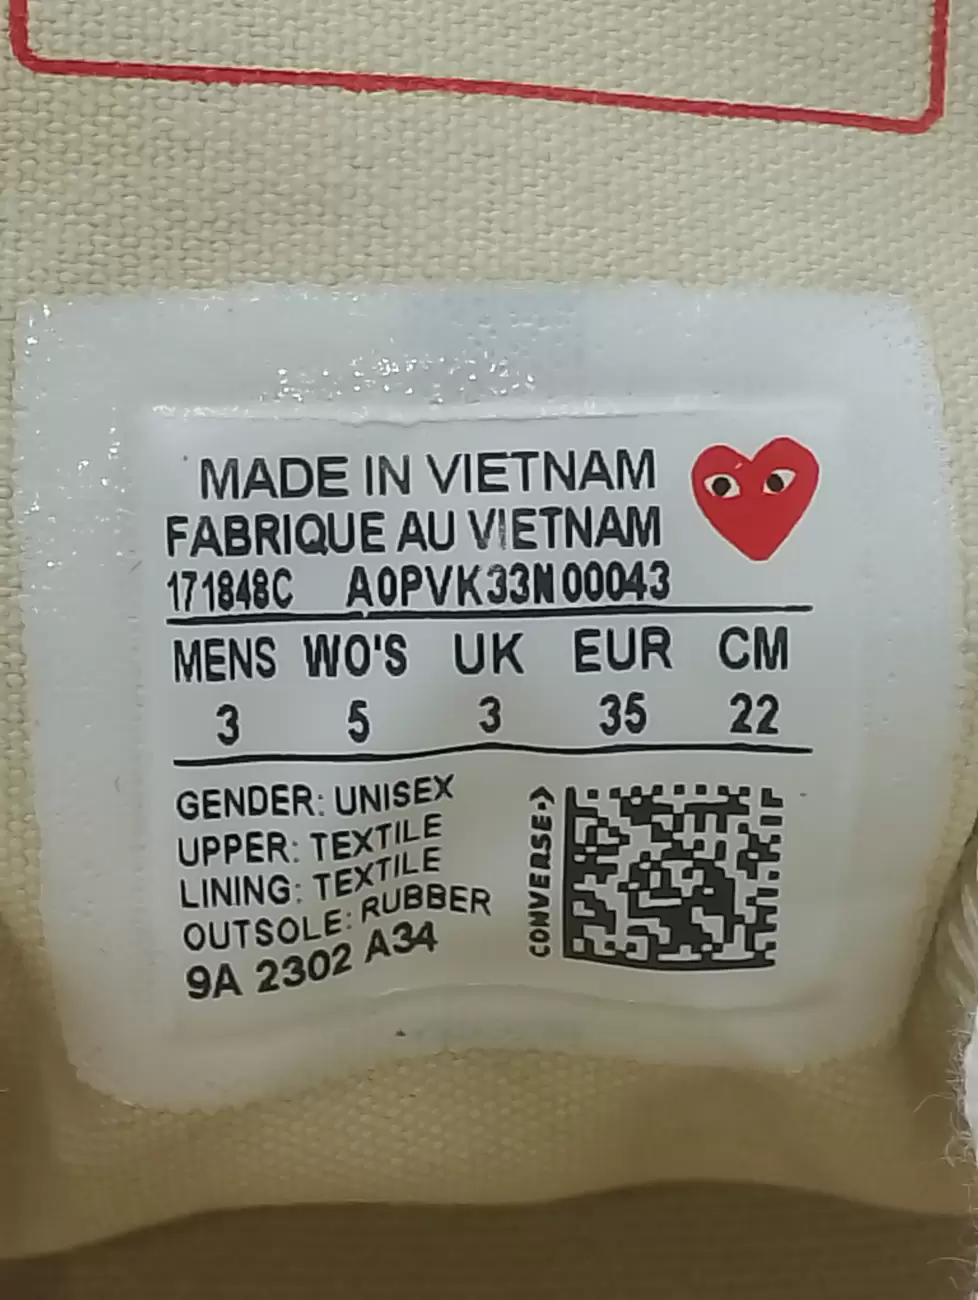 MADE IN VIETNAM
FABRIQUE AU VIETNAM
171848C A0PVK33N00043
MENS WO'S UK EUR CM
3 5 3 35 22
GENDER: UNISEX
UPPER: TEXTILE
LINING: TEXTILE
OUTSOLE: RUBBER
9A 2302 A34
CONVERSE